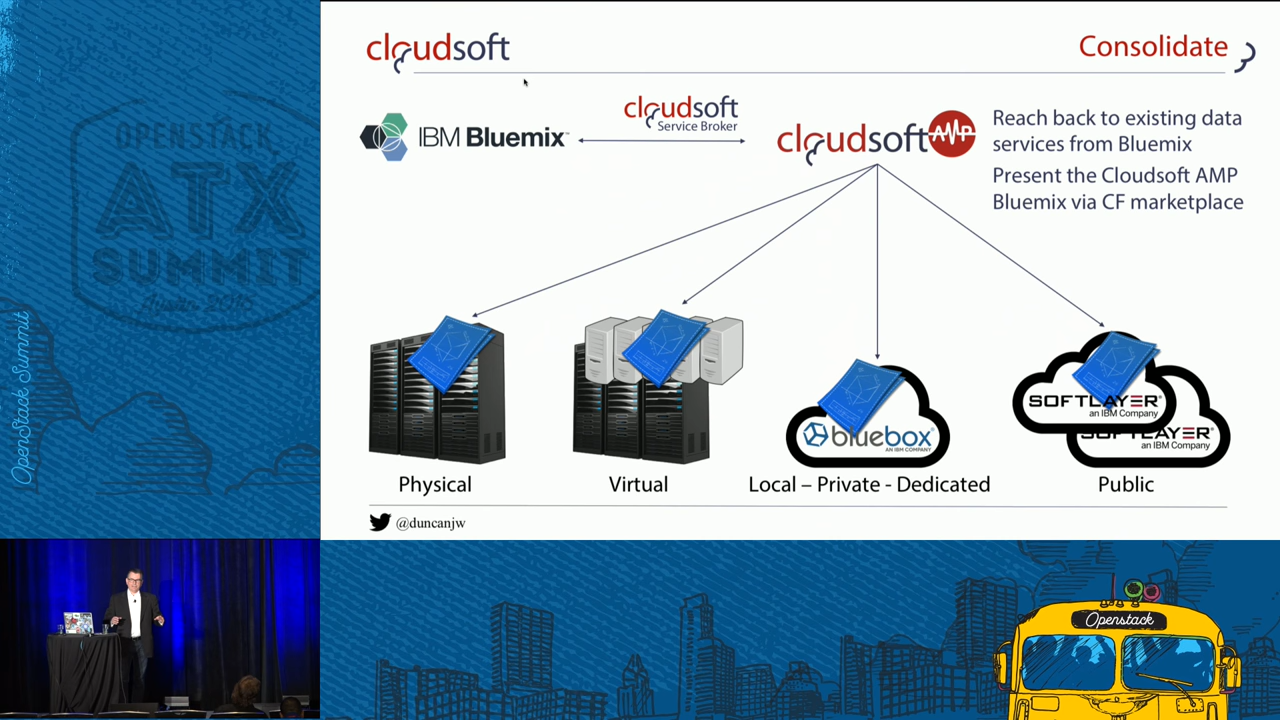 OPENSTACK
ATX
SUMMIT
Austin 2016
OpenStack Summit
cloudsoft
Consolidate
IBM Bluemix™
cloudsoft
Service Broker
cloudsoft AMP
Reach back to existing data
services from Bluemix
Present the Cloudsoft AMP
Bluemix via CF marketplace
bluebox
AN IBM COMPANY
SOFTLAYER®
an IBM Company
SOFTLAYER®
an IBM Company
Physical
Virtual
Local – Private - Dedicated
Public
@duncanjw
Openstack